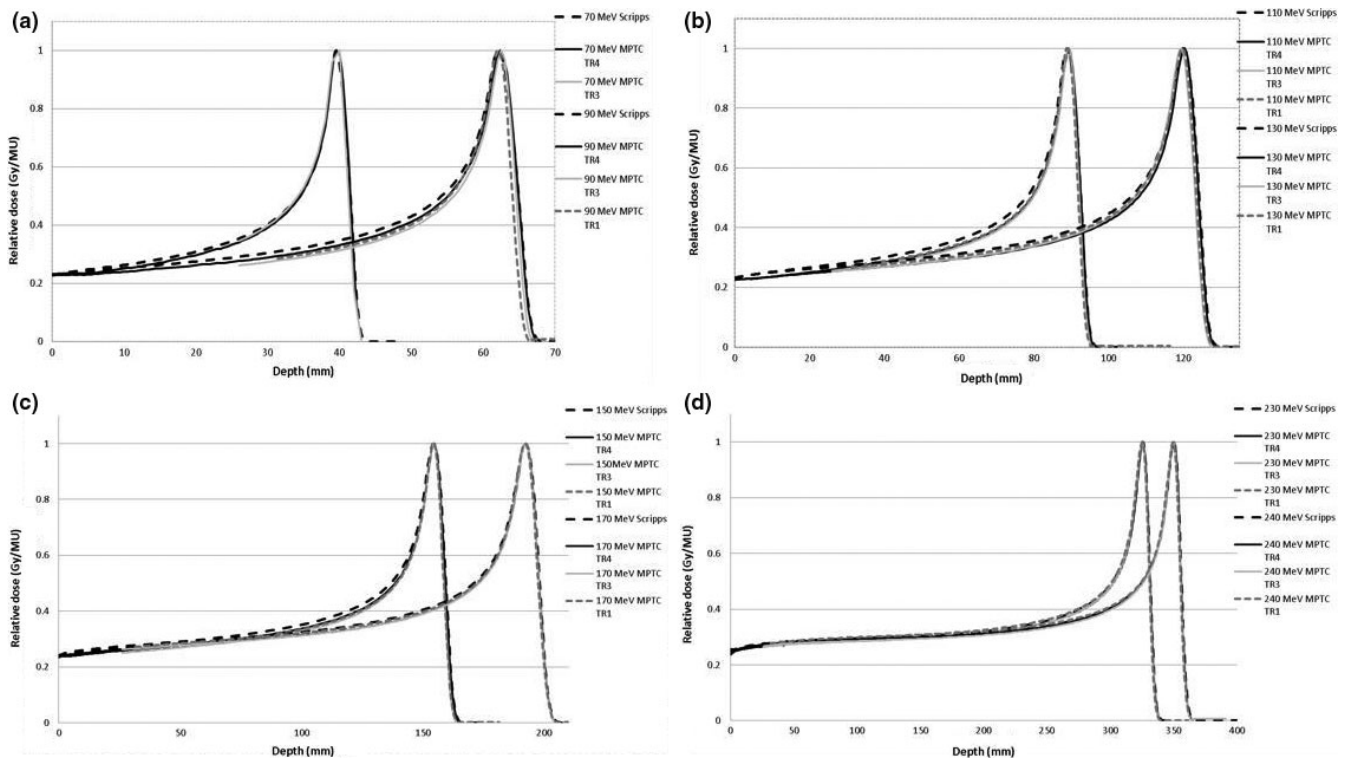 (a)
70 MeV Scripps
70 MeV MPTC
TR4
70 MeV MPTC
TR3
90 MeV Scripps
90 MeV MPTC
TR4
90 MeV MPTC
TR3
90 MeV MPTC
TR1
Relative dose (Gy/MU)
1
0.8
0.6
0.4
0.2
0
0 10 20 30 40 50 60 70
Depth (mm)
(b)
110 MeV Scripps
110 MeV MPTC
TR4
110 MeV MPTC
TR3
110 MeV MPTC
TR1
130 MeV Scripps
130 MeV MPTC
TR4
130 MeV MPTC
TR3
130 MeV MPTC
TR1
Relative dose (Gy/MU)
1
0.8
0.6
0.4
0.2
0
0 20 40 60 80 100 120
Depth (mm)
(c)
150 MeV Scripps
150 MeV MPTC
TR4
150MeV MPTC
TR3
150 MeV MPTC
TR1
170 MeV Scripps
170 MeV MPTC
TR4
170 MeV MPTC
TR3
170 MeV MPTC
TR1
Relative dose (Gy/MU)
1
0.8
0.6
0.4
0.2
0
0 50 100 150 200
Depth (mm)
(d)
230 MeV Scripps
230 MeV MPTC
TR4
230 MeV MPTC
TR3
230 MeV MPTC
TR1
240 MeV Scripps
240 MeV MPTC
TR4
240 MeV MPTC
TR3
240 MeV MPTC
TR1
Relative dose (Gy/MU)
1
0.8
0.6
0.4
0.2
0
0 50 100 150 200 250 300 350 400
Depth (mm)